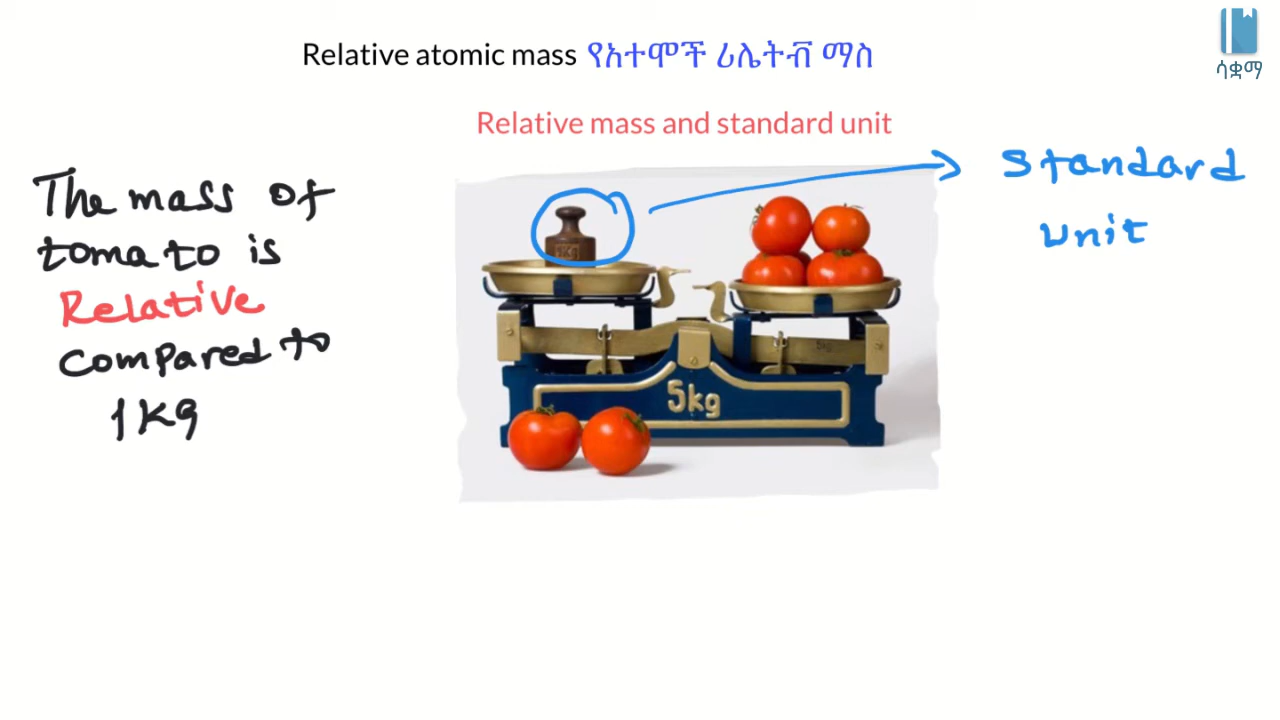 Relative atomic mass የአተሞች ሪሌትቭ ማስ
ሳቋማ
Relative mass and standard unit
The mass of
tomato is
Relative
compared to
1Kg
Standard
unit
5kg